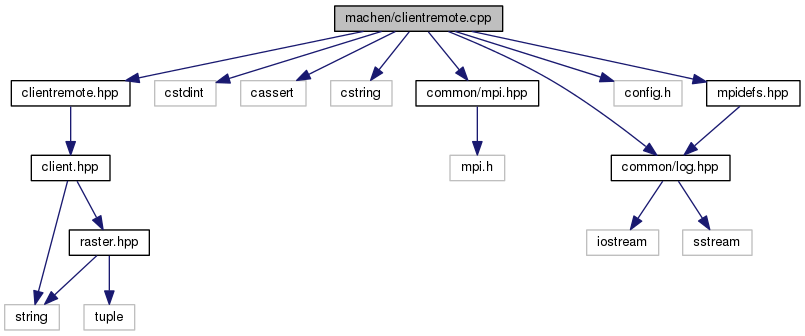 machen/clientremote.cpp
clientremote.hpp
cstdint
cassert
cstring
common/mpi.hpp
config.h
mpidefs.hpp
client.hpp
mpi.h
common/log.hpp
raster.hpp
iostream
sstream
string
tuple